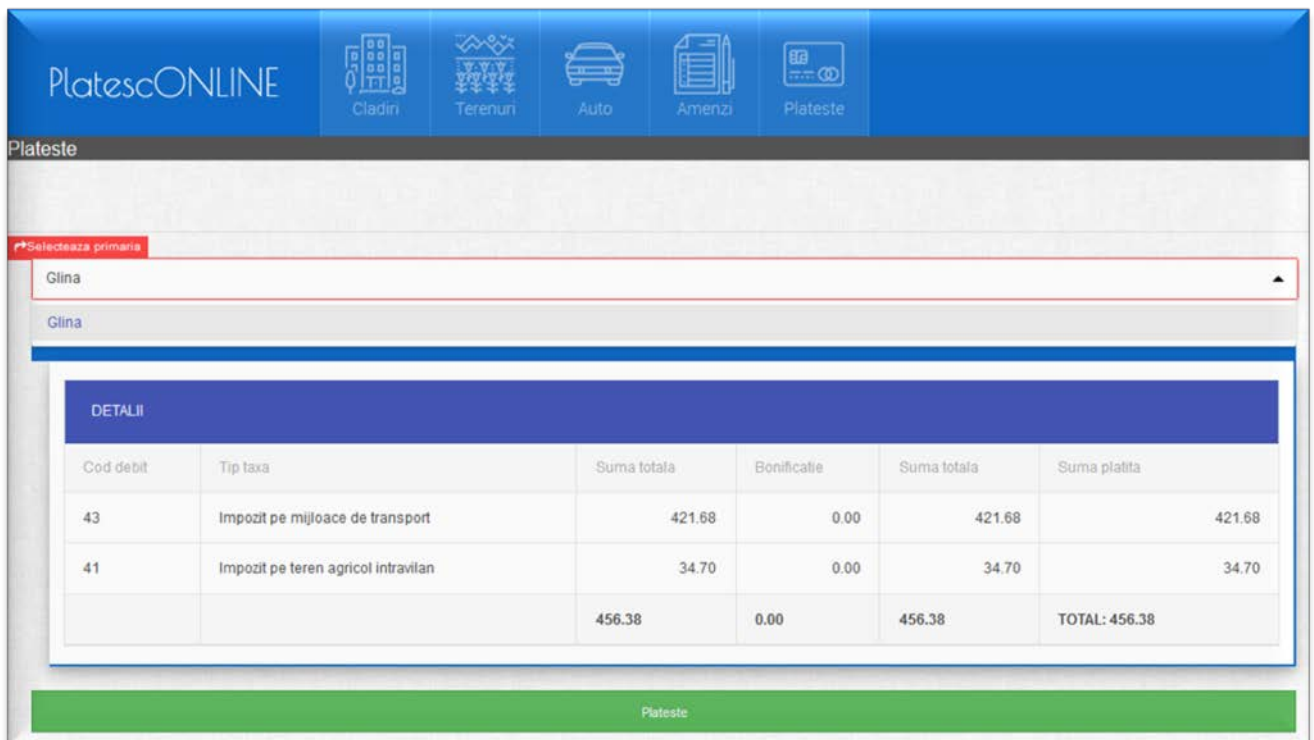 PlatescONLINE
Cladiri Terenuri Auto Amenzi Plateste
Plateste
Selecteaza primaria
Glina
Glina
DETALII
Cod debit Tip taxa Suma totala Bonificatie Suma totala Suma platita
43 Impozit pe mijloace de transport 421.68 0.00 421.68 421.68
41 Impozit pe teren agricol intravilan 34.70 0.00 34.70 34.70
456.38 0.00 456.38 TOTAL: 456.38
Plateste